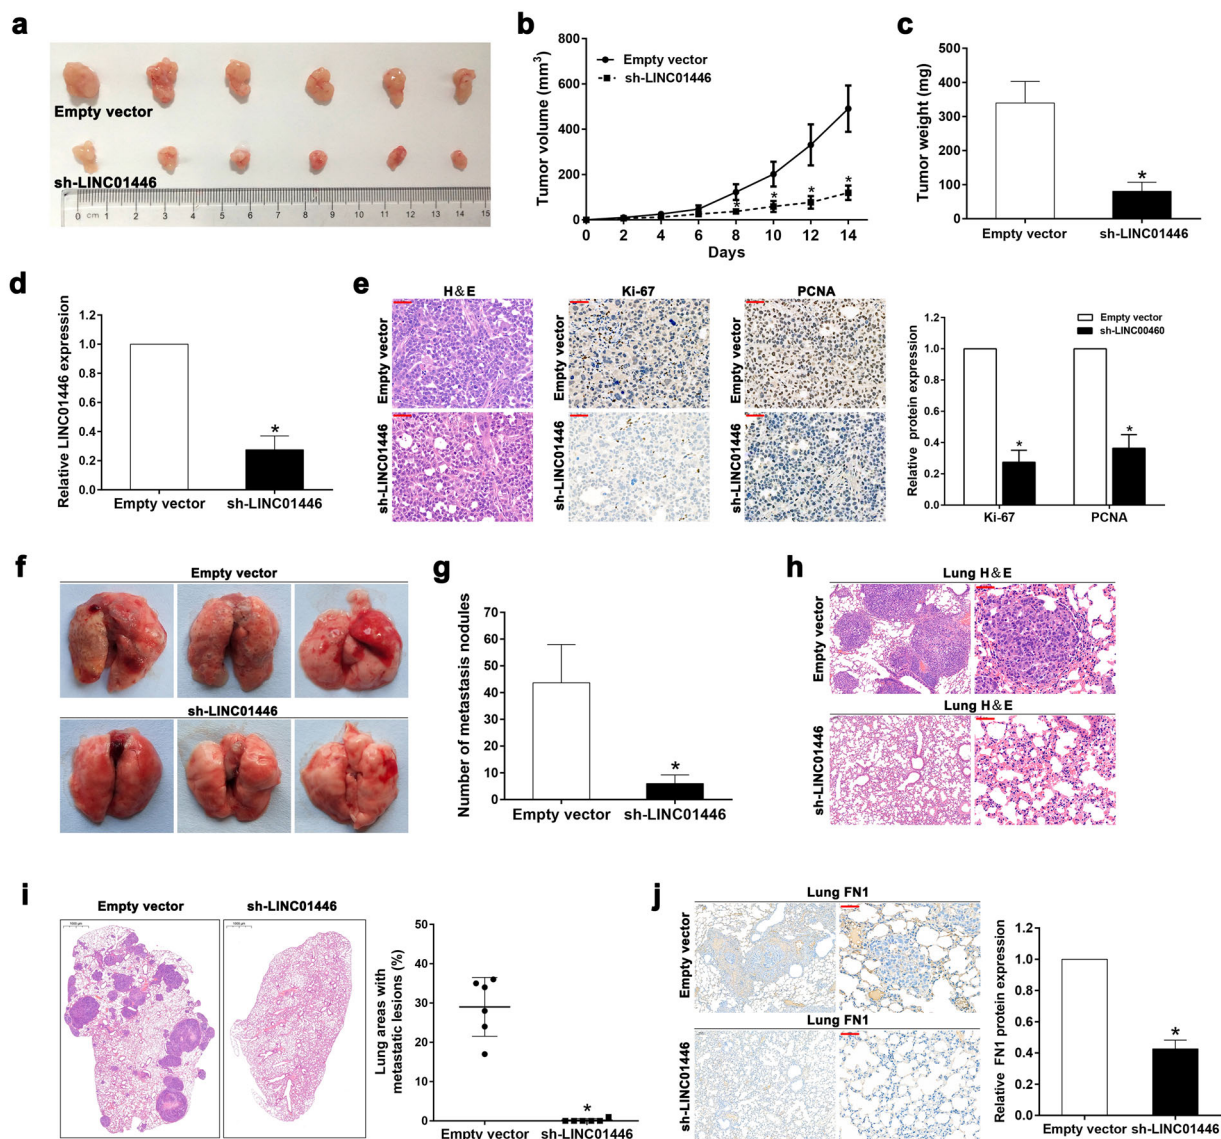 a
Empty vector
sh-LINC01446
0 cm 1 2 3 4 5 6 7 8 9 10 11 12 13 14 15
b
Tumor volume (mm3)
800
600
400
200
0
Empty vector
sh-LINC01446
* * * *
0 2 4 6 8 10 12 14
Days
c
Tumor weight (mg)
500
400
300
200
100
0
*
Empty vector sh-LINC01446
d
Relative LINC01446 expression
1.2
1.0
0.8
0.6
0.4
0.2
0.0
*
Empty vector sh-LINC01446
e
H&E Ki-67 PCNA
Empty vector Empty vector Empty vector
sh-LINC01446 sh-LINC01446 sh-LINC01446
Relative protein expression
1.2
1.0
0.8
0.6
0.4
0.2
0.0
Empty vector
sh-LINC00460
* *
Ki-67 PCNA
f
Empty vector
sh-LINC01446
g
Number of metastasis nodules
70
60
50
40
30
20
10
0
*
Empty vector sh-LINC01446
h
Lung H&E
Empty vector
Lung H&E
sh-LINC01446
i
Empty vector sh-LINC01446
Lung areas with
metastatic lesions (%)
50
40
30
20
10
0
*
Empty vector sh-LINC01446
j
Lung FN1
Empty vector
Lung FN1
sh-LINC01446
Relative FN1 protein expression
1.2
1.0
0.8
0.6
0.4
0.2
0.0
*
Empty vector sh-LINC01446